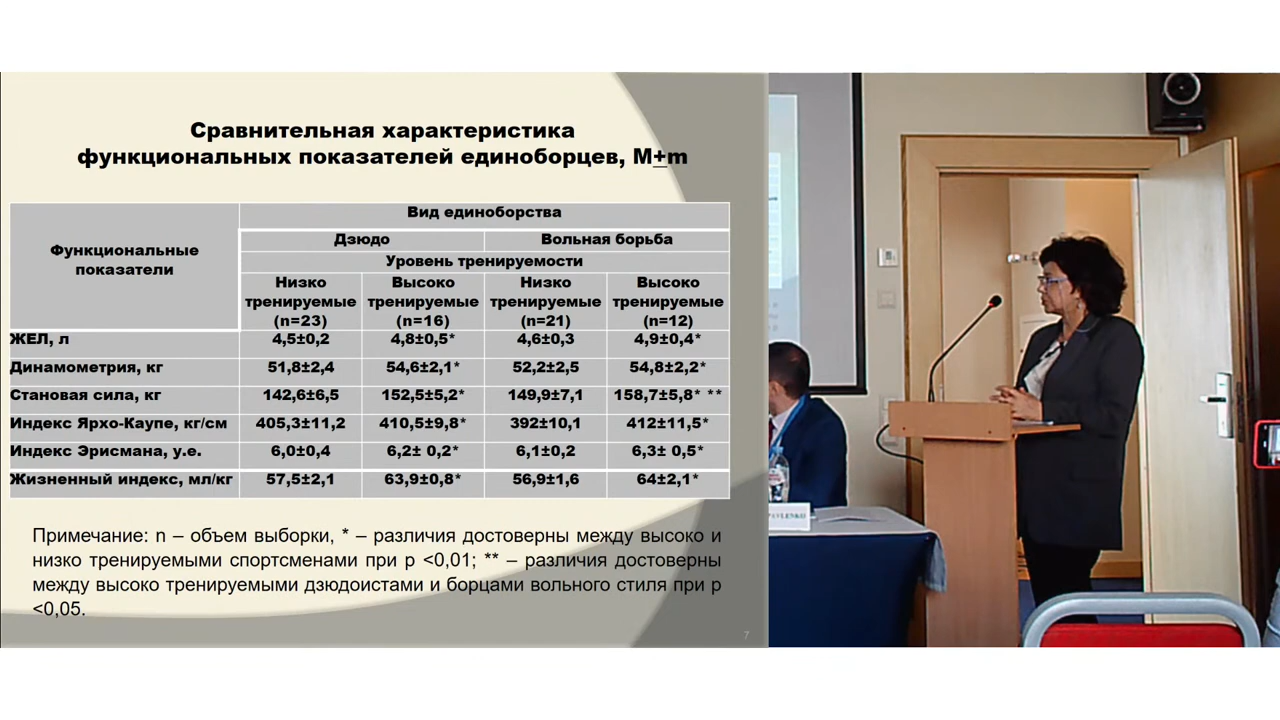 Сравнительная характеристика
функциональных показателей единоборцев, M±m
Функциональные показатели
Вид единоборства
Дзюдо Вольная борьба
Уровень тренируемости
Низко тренируемые (n=23) Высоко тренируемые (n=16) Низко тренируемые (n=21) Высоко тренируемые (n=12)
ЖЕЛ, л 4,5±0,2 4,8±0,5* 4,6±0,3 4,9±0,4*
Динамометрия, кг 51,8±2,4 54,6±2,1* 52,2±2,5 54,8±2,2*
Становая сила, кг 142,6±6,5 152,5±5,2* 149,9±7,1 158,7±5,8* **
Индекс Ярхо-Каупе, кг/см 405,3±11,2 410,5±9,8* 392±10,1 412±11,5*
Индекс Эрисмана, у.е. 6,0±0,4 6,2± 0,2* 6,1±0,2 6,3± 0,5*
Жизненный индекс, мл/кг 57,5±2,1 63,9±0,8* 56,9±1,6 64±2,1*
Примечание: n – объем выборки, * – различия достоверны между высоко и
низко тренируемыми спортсменами при p <0,01; ** – различия достоверны
между высоко тренируемыми дзюдоистами и борцами вольного стиля при p
<0,05.
7
PAVLENKO